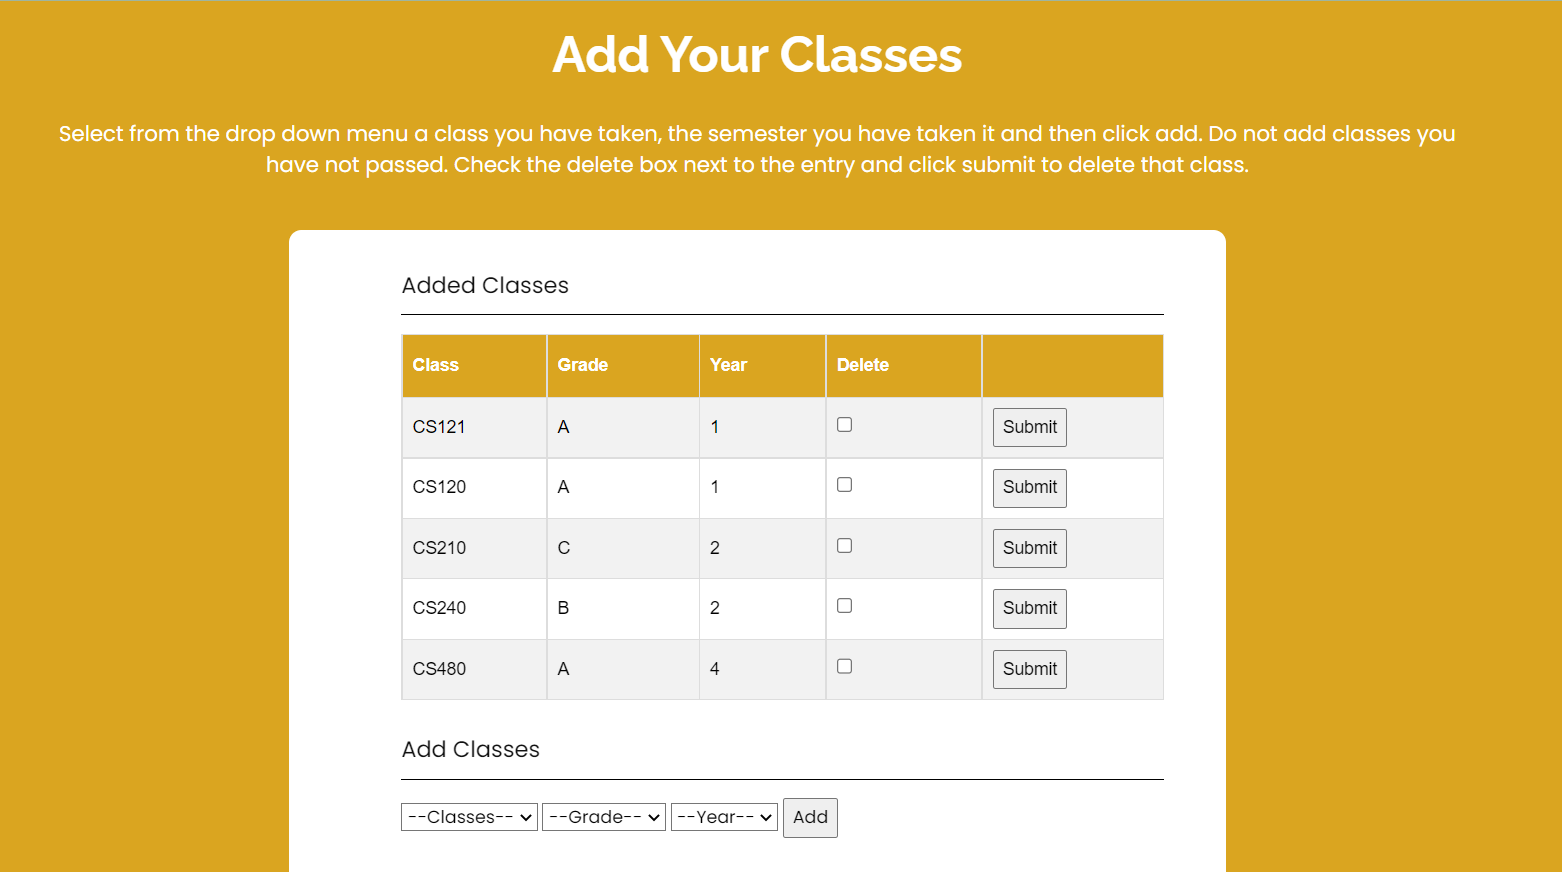 Add Your Classes
Select from the drop down menu a class you have taken, the semester you have taken it and then click add. Do not add classes you
have not passed. Check the delete box next to the entry and click submit to delete that class.
Added Classes
Class Grade Year Delete
CS121 A 1 Submit
CS120 A 1 Submit
CS210 C 2 Submit
CS240 B 2 Submit
CS480 A 4 Submit
Add Classes
--Classes-- --Grade-- --Year-- Add